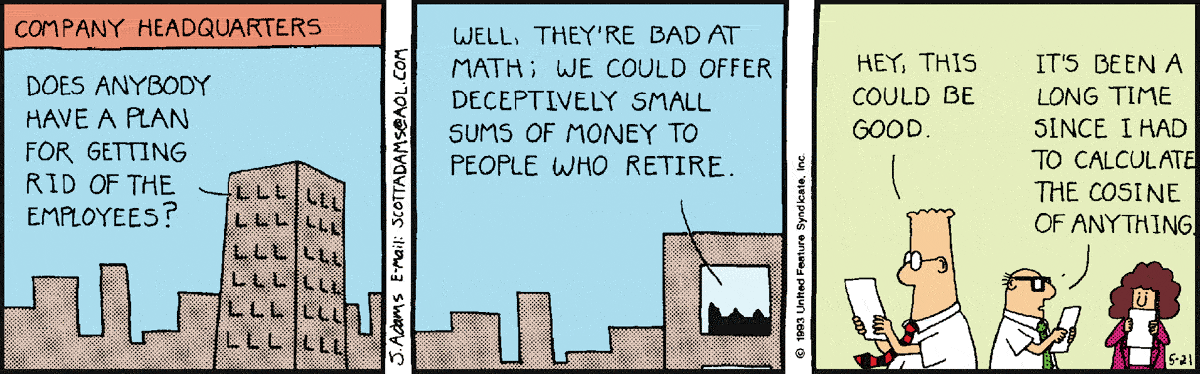 COMPANY HEADQUARTERS
DOES ANYBODY
HAVE A PLAN
FOR GETTING
RID OF THE
EMPLOYEES?
S.Adams E-Mail: SCOTTADAMS@AOL.COM
WELL, THEY'RE BAD AT
MATH; WE COULD OFFER
DECEPTIVELY SMALL
SUMS OF MONEY TO
PEOPLE WHO RETIRE.
© 1993 United Feature Syndicate, Inc.
HEY, THIS
COULD BE
GOOD.
IT'S BEEN A
LONG TIME
SINCE I HAD
TO CALCULATE
THE COSINE
OF ANYTHING.
5-21